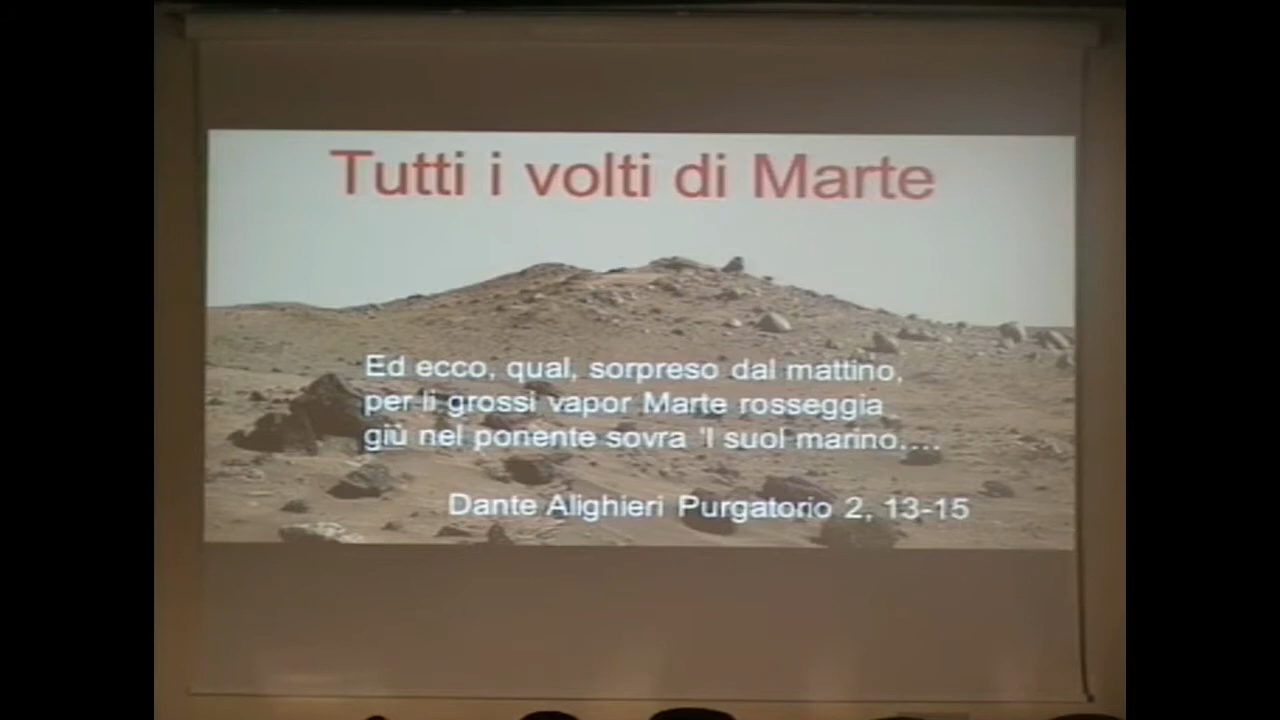 Tutti i volti di Marte
Ed ecco, qual, sorpreso dal mattino,
per li grossi vapor Marte rosseggia
giù nel ponente sovra 'l suol marino,...
Dante Alighieri Purgatorio 2, 13-15